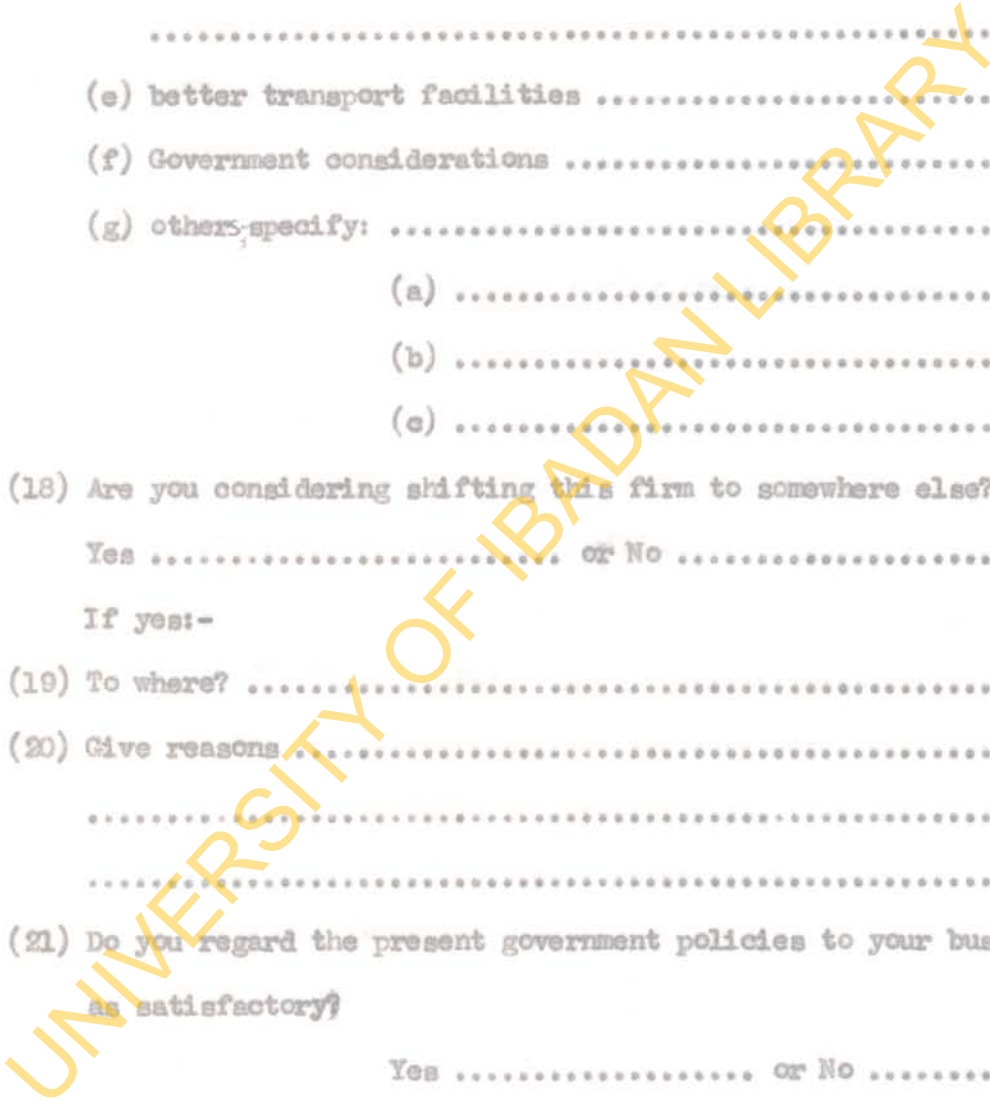 ................................................
(e) better transport facilities ........................
(f) Government considerations ........................
(g) others, specify: ................................
(a) ................................
(b) ................................
(c) ................................
(18) Are you considering shifting this firm to somewhere else?
Yes .......................... or No ....................
If yes:-
(19) To where? ................................................
(20) Give reasons ............................................
................................................
................................................
(21) Do you regard the present government policies to your bus
as satisfactory?
Yes ................... or No ........
UNIVERSITY OF IBADAN LIBRARY